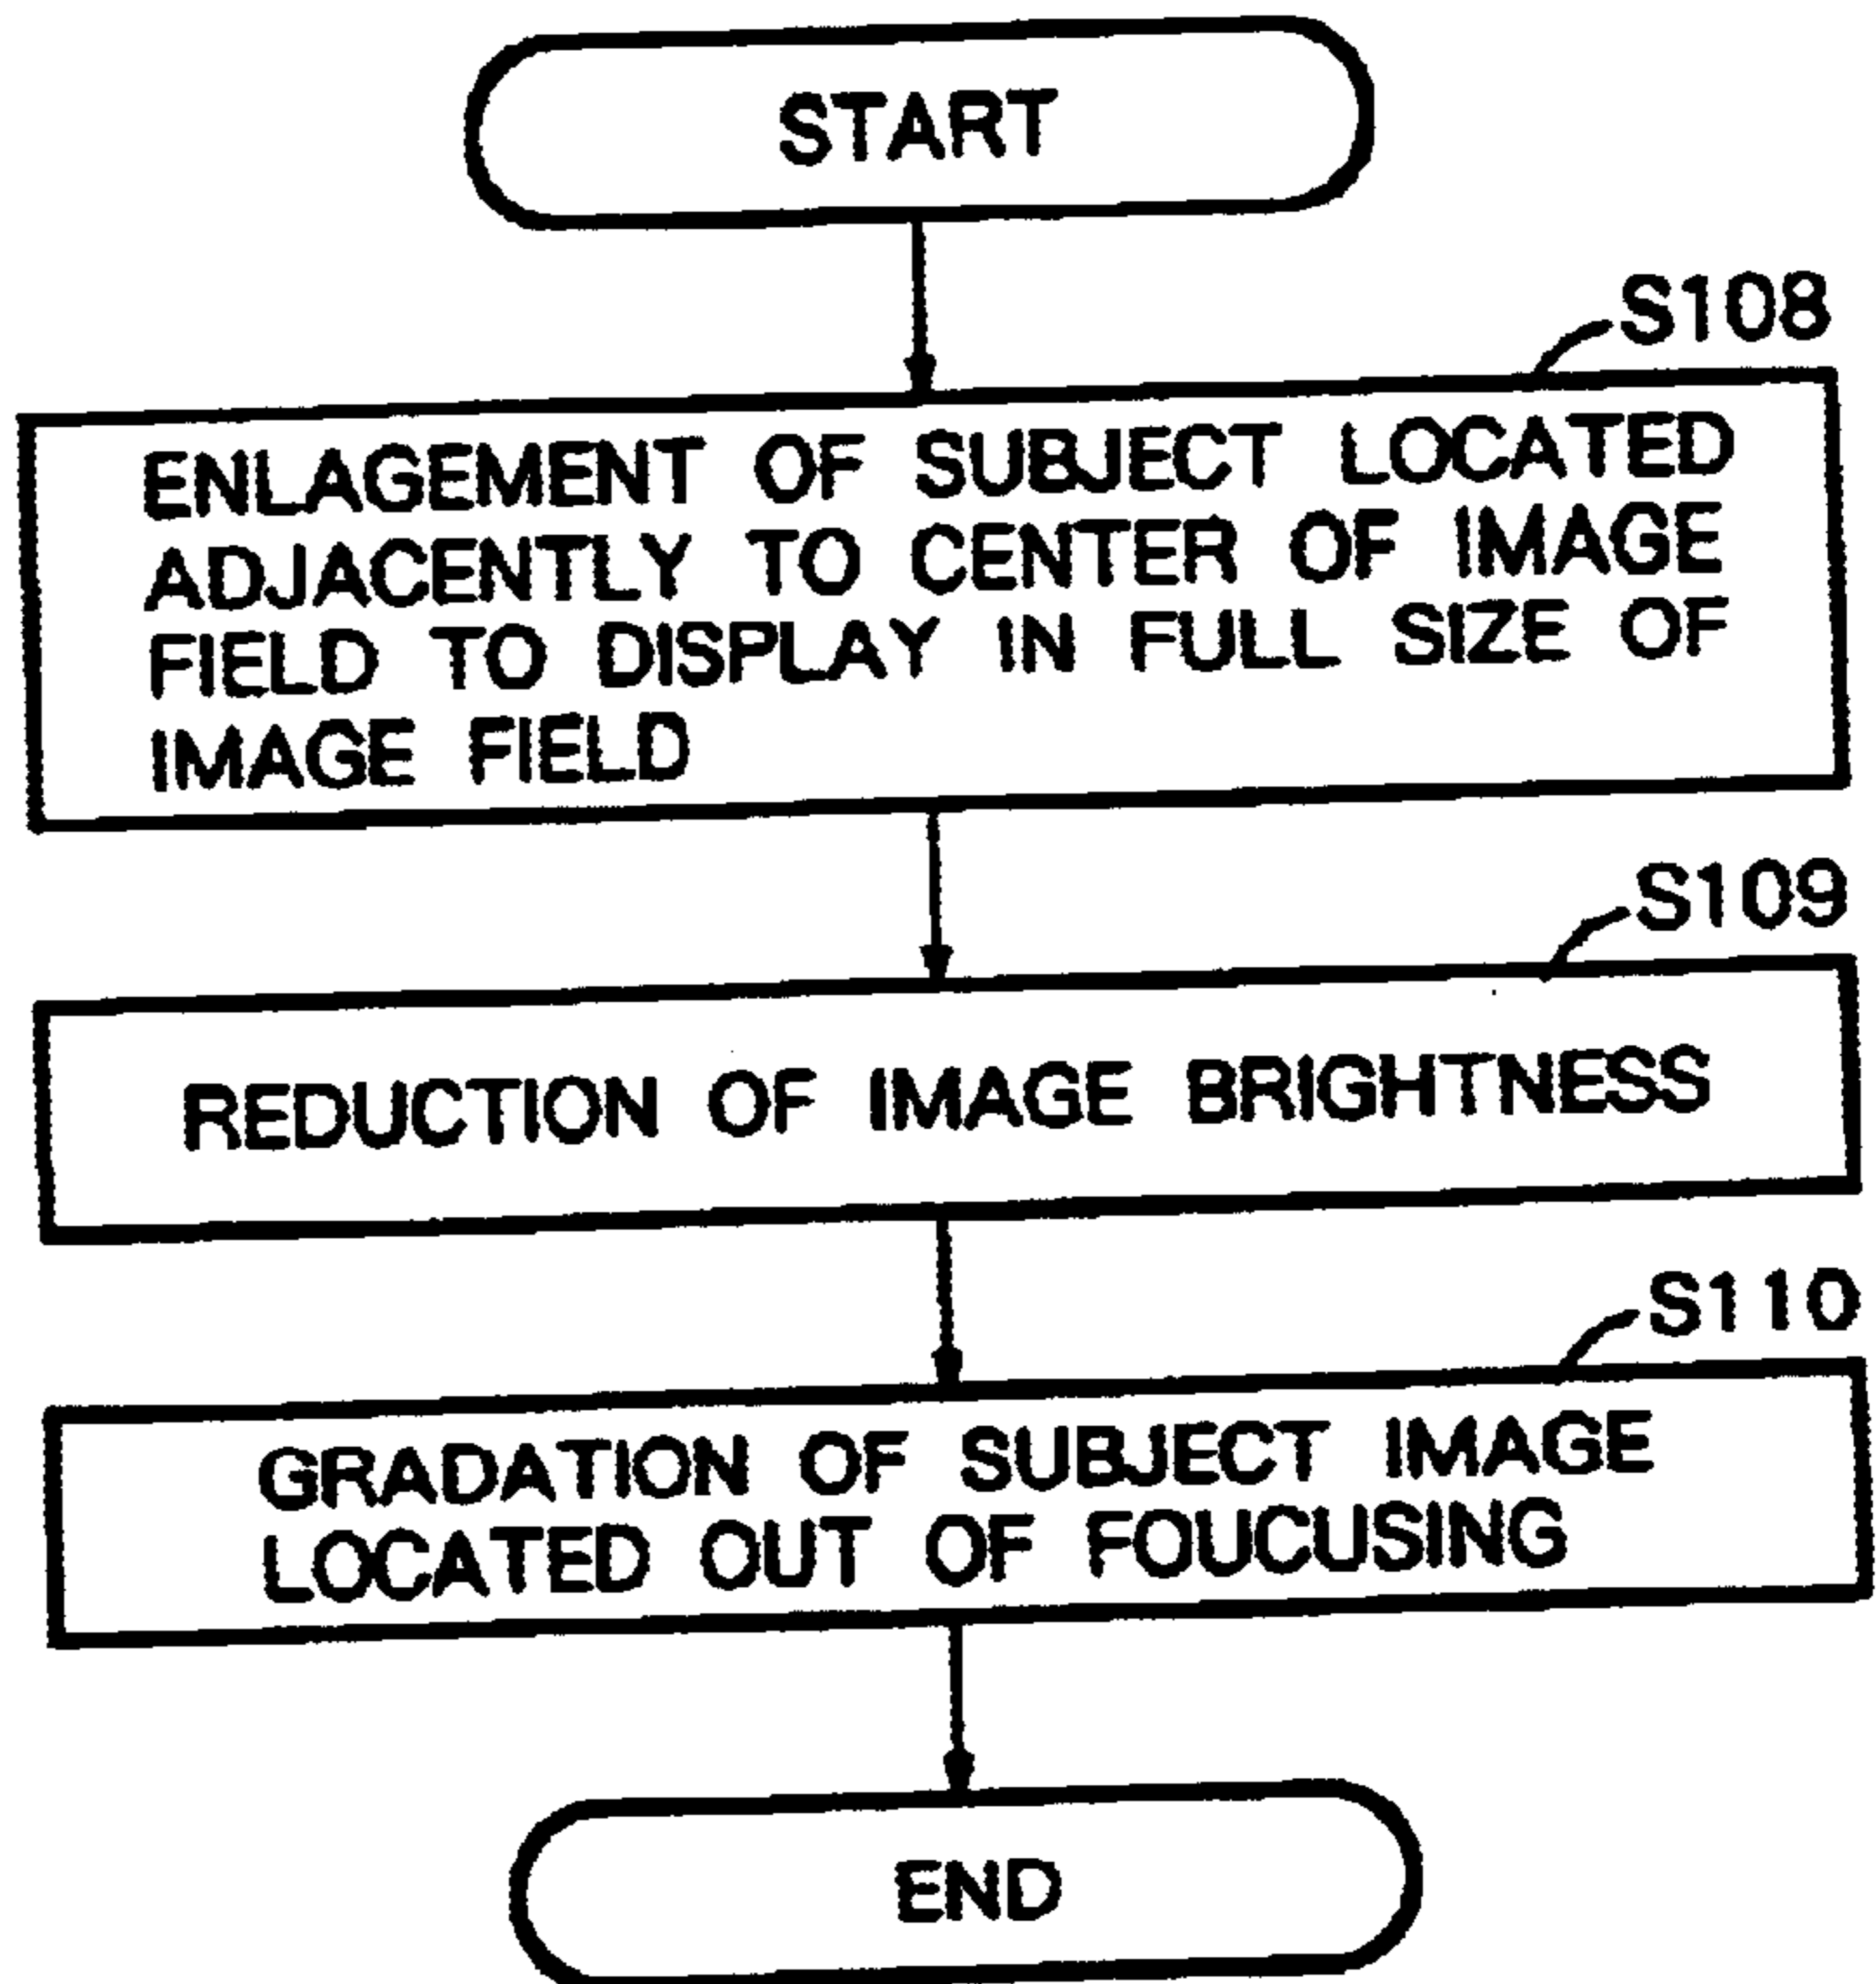 START
S108
ENLAGEMENT OF SUBJECT LOCATED
ADJACENTLY TO CENTER OF IMAGE
FIELD TO DISPLAY IN FULL SIZE OF
IMAGE FIELD
S109
REDUCTION OF IMAGE BRIGHTNESS
S110
GRADATION OF SUBJECT IMAGE
LOCATED OUT OF FOUCUSING
END